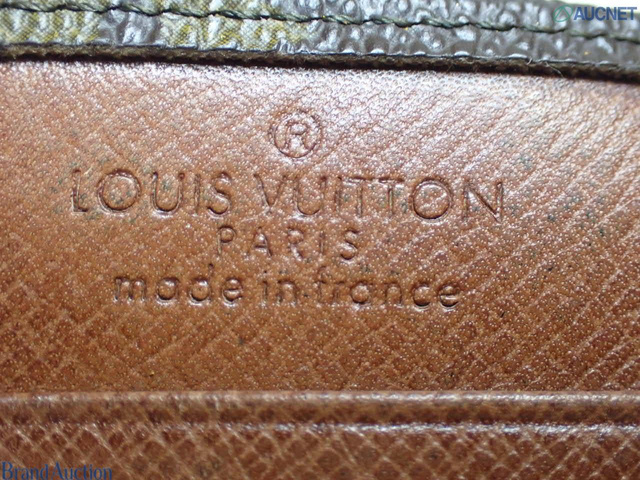 AUCNET
®
LOUIS VUITTON
PARIS
made in france
Brand Auction